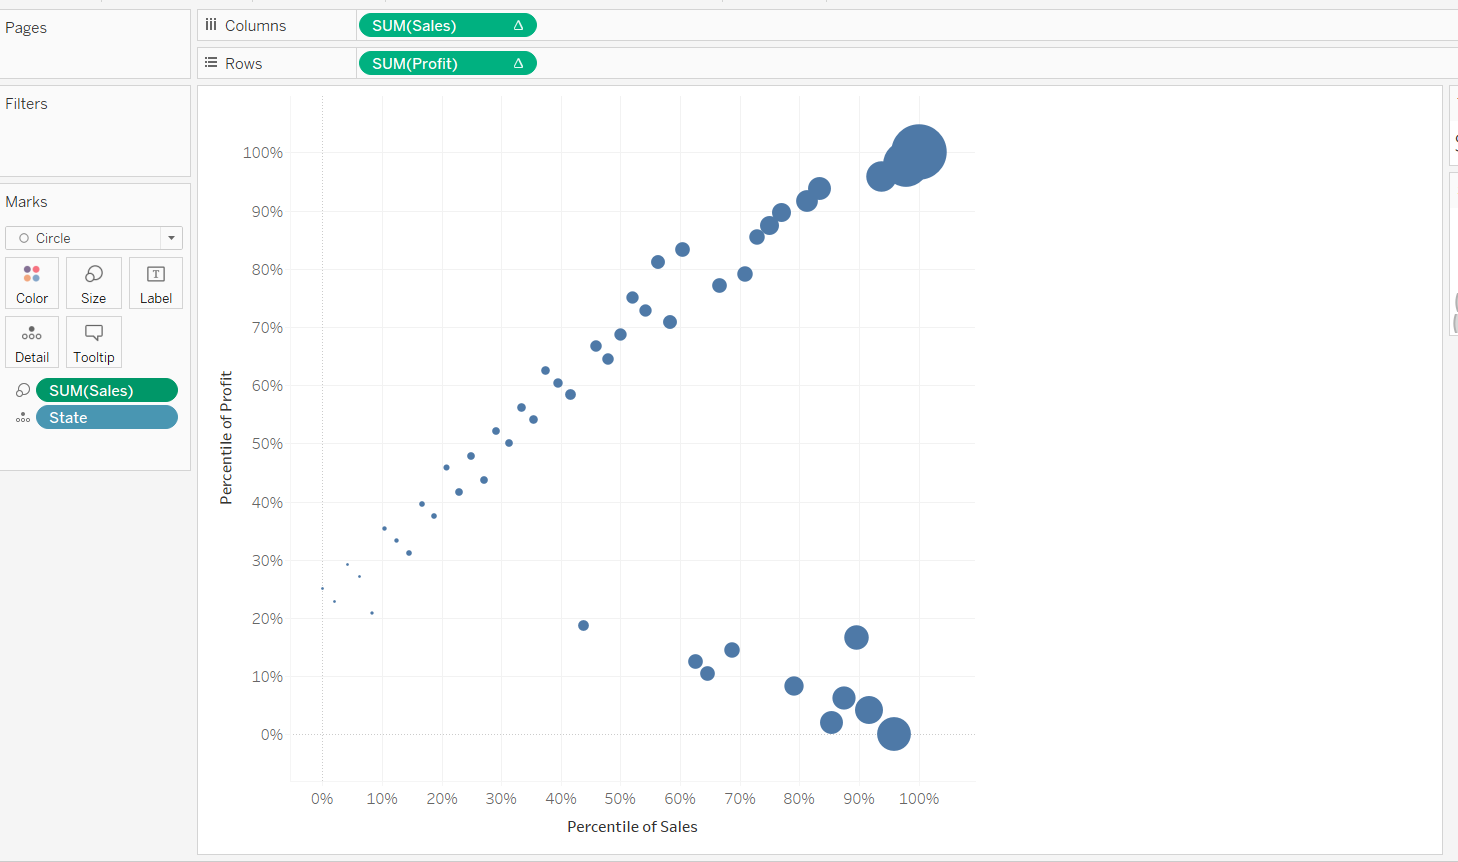 Pages
Columns
SUM(Sales) Δ
Rows
SUM(Profit) Δ
Filters
Marks
Circle
Color
Size
T
Label
Detail
Tooltip
SUM(Sales)
State
Percentile of Profit
100%
90%
80%
70%
60%
50%
40%
30%
20%
10%
0%
0% 10% 20% 30% 40% 50% 60% 70% 80% 90% 100%
Percentile of Sales